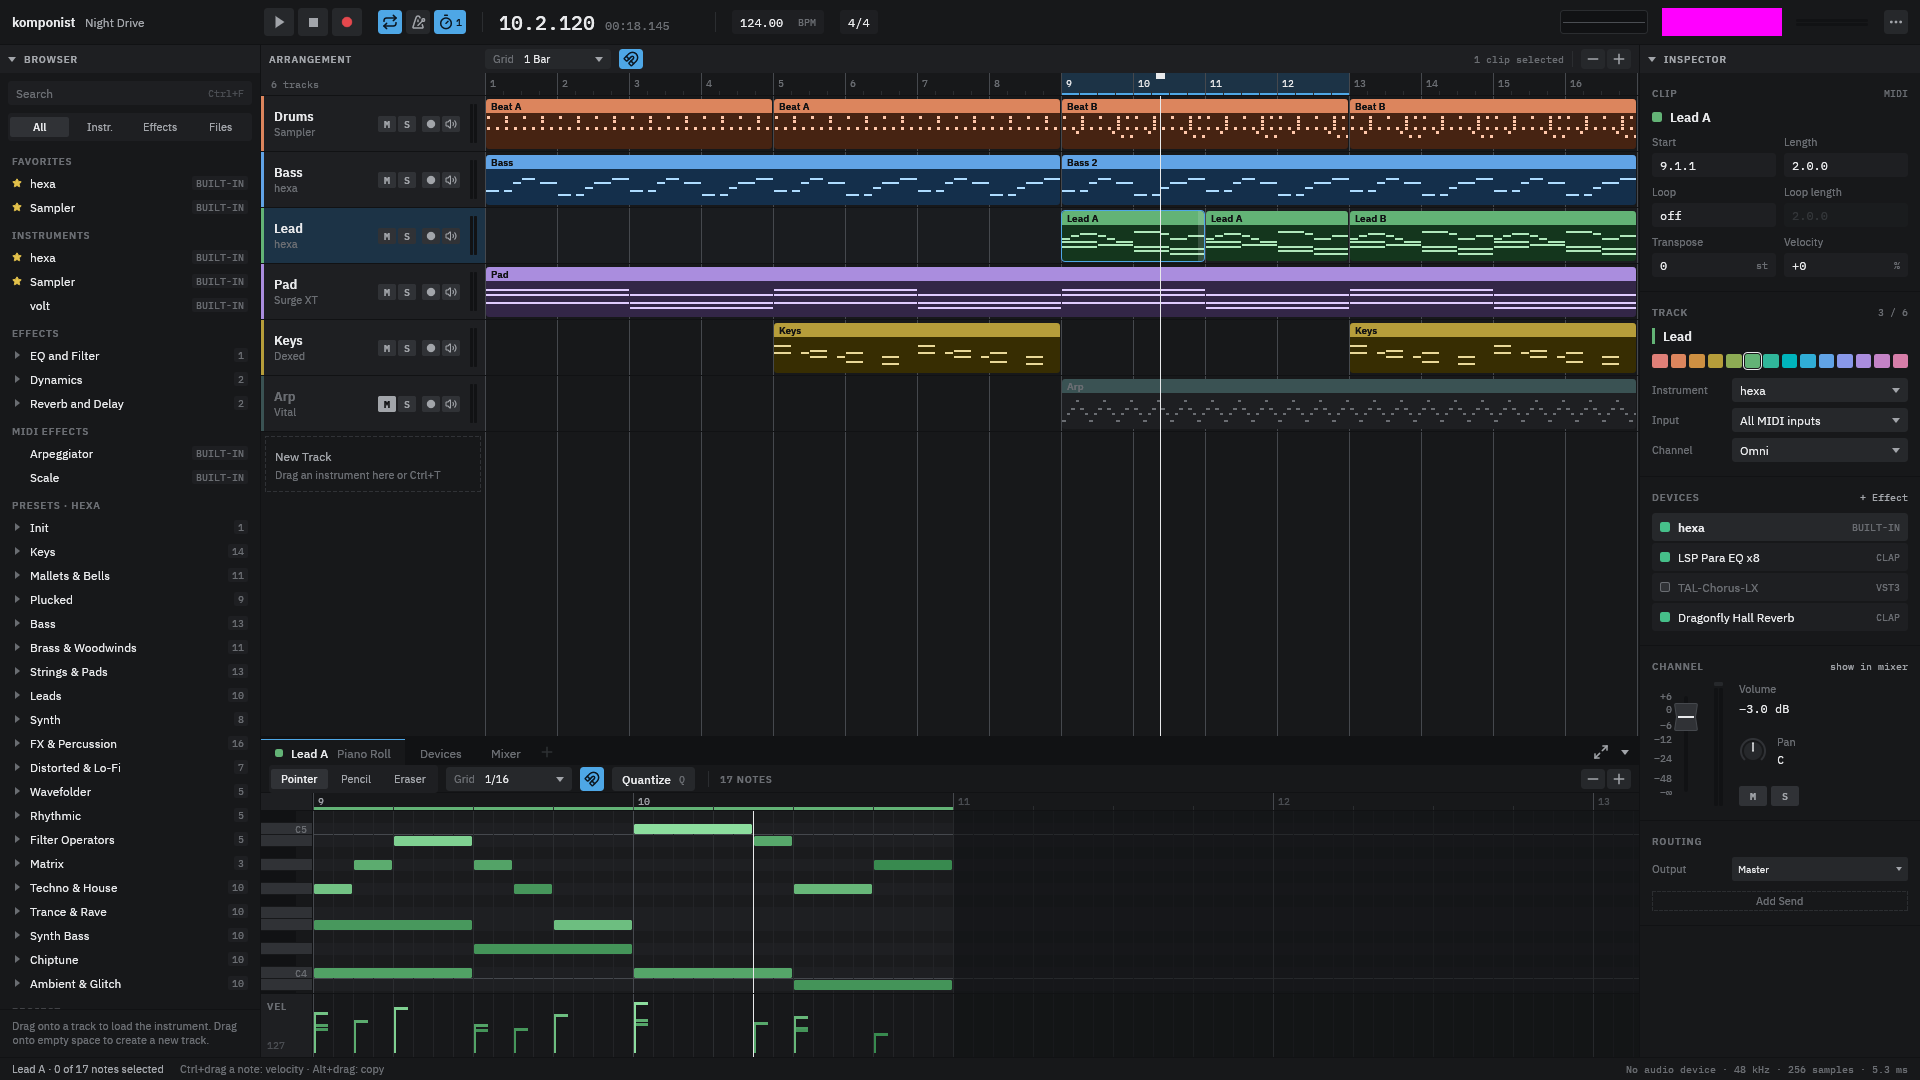 komponist Night Drive
1
10.2.120 00:18.145
124.00 BPM
4/4
BROWSER
Search Ctrl+F
All Instr. Effects Files
FAVORITES
hexa BUILT-IN
Sampler BUILT-IN
INSTRUMENTS
hexa BUILT-IN
Sampler BUILT-IN
volt BUILT-IN
EFFECTS
EQ and Filter 1
Dynamics 2
Reverb and Delay 2
MIDI EFFECTS
Arpeggiator BUILT-IN
Scale BUILT-IN
PRESETS · HEXA
Init 1
Keys 14
Mallets & Bells 11
Plucked 9
Bass 13
Brass & Woodwinds 11
Strings & Pads 13
Leads 10
Synth 8
FX & Percussion 16
Distorted & Lo-Fi 7
Wavefolder 5
Rhythmic 5
Filter Operators 5
Matrix 3
Techno & House 10
Trance & Rave 10
Synth Bass 10
Chiptune 10
Ambient & Glitch 10
Drag onto a track to load the instrument. Drag
onto empty space to create a new track.
ARRANGEMENT
Grid 1 Bar
1 clip selected
6 tracks
1 2 3 4 5 6 7 8 9 10 11 12 13 14 15 16
Drums
Sampler
M S
Beat A Beat A Beat B Beat B
Bass
hexa
M S
Bass Bass 2
Lead
hexa
M S
Lead A Lead A Lead B
Pad
Surge XT
M S
Pad
Keys
Dexed
M S
Keys Keys
Arp
Vital
M S
Arp
New Track
Drag an instrument here or Ctrl+T
Lead A Piano Roll Devices Mixer
Pointer Pencil Eraser
Grid 1/16
Quantize Q
17 NOTES
9 10 11 12 13
C5
C4
VEL
127
INSPECTOR
CLIP MIDI
Lead A
Start Length
9.1.1 2.0.0
Loop Loop length
off 2.0.0
Transpose Velocity
0 st +0 %
TRACK 3 / 6
Lead
Instrument hexa
Input All MIDI inputs
Channel Omni
DEVICES + Effect
hexa BUILT-IN
LSP Para EQ x8 CLAP
TAL-Chorus-LX VST3
Dragonfly Hall Reverb CLAP
CHANNEL show in mixer
+6
0
−6
−12
−24
−48
−∞
Volume
−3.0 dB
Pan
C
M S
ROUTING
Output Master
Add Send
Lead A · 0 of 17 notes selected Ctrl+drag a note: velocity · Alt+drag: copy
No audio device · 48 kHz · 256 samples · 5.3 ms